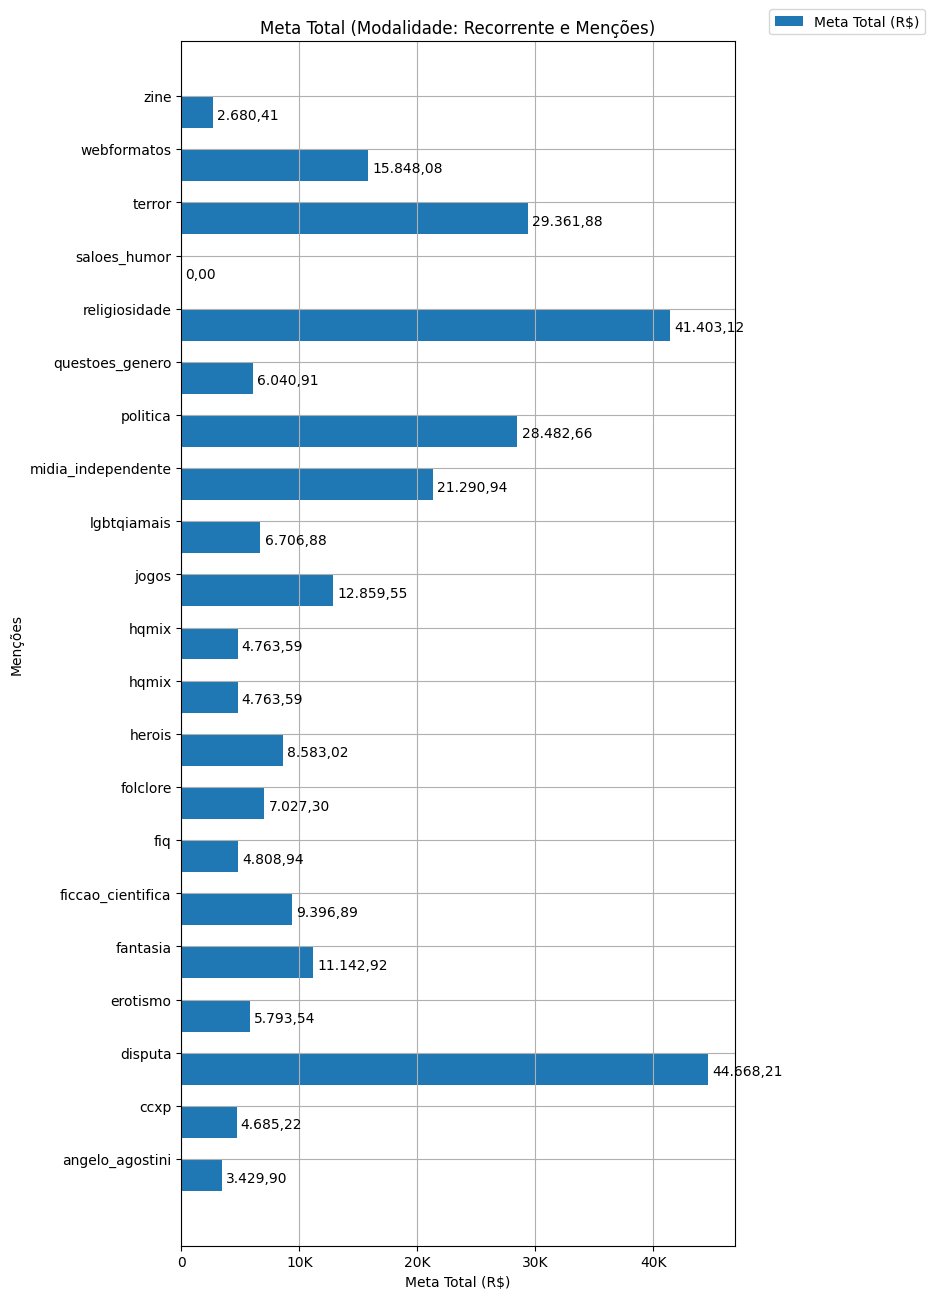 Meta Total (Modalidade: Recorrente e Menções)
Meta Total (R$)
zine
2.680,41
webformatos
15.848,08
terror
29.361,88
saloes_humor
0,00
religiosidade
41.403,12
questoes_genero
6.040,91
politica
28.482,66
midia_independente
21.290,94
lgbtqiamais
6.706,88
jogos
12.859,55
hqmix
4.763,59
hqmix
4.763,59
herois
8.583,02
folclore
7.027,30
fiq
4.808,94
ficcao_cientifica
9.396,89
fantasia
11.142,92
erotismo
5.793,54
disputa
44.668,21
ccxp
4.685,22
angelo_agostini
3.429,90
Menções
0 10K 20K 30K 40K
Meta Total (R$)